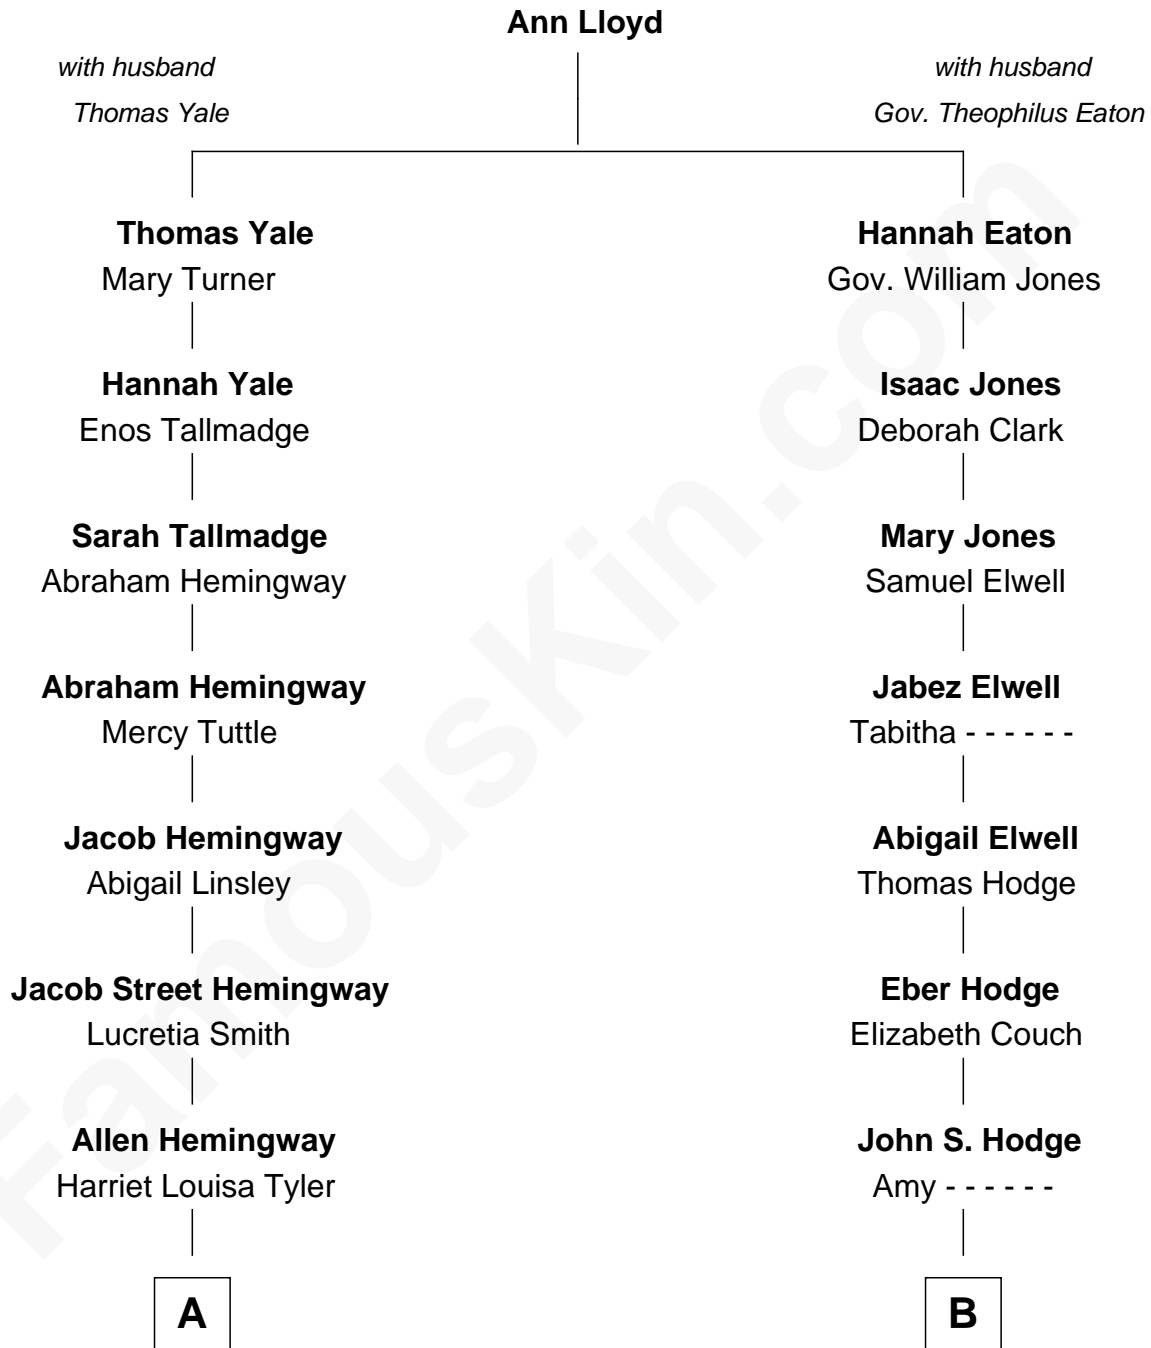 Ann Lloyd
with husband
Thomas Yale
with husband
Gov. Theophilus Eaton
Thomas Yale
Mary Turner
Hannah Eaton
Gov. William Jones
Hannah Yale
Enos Tallmadge
Isaac Jones
Deborah Clark
Sarah Tallmadge
Abraham Hemingway
Mary Jones
Samuel Elwell
Abraham Hemingway
Mercy Tuttle
Jabez Elwell
Tabitha - - - - - -
Jacob Hemingway
Abigail Linsley
Abigail Elwell
Thomas Hodge
Jacob Street Hemingway
Lucretia Smith
Eber Hodge
Elizabeth Couch
Allen Hemingway
Harriet Louisa Tyler
John S. Hodge
Amy - - - - - -
A
B
FamousKin.com